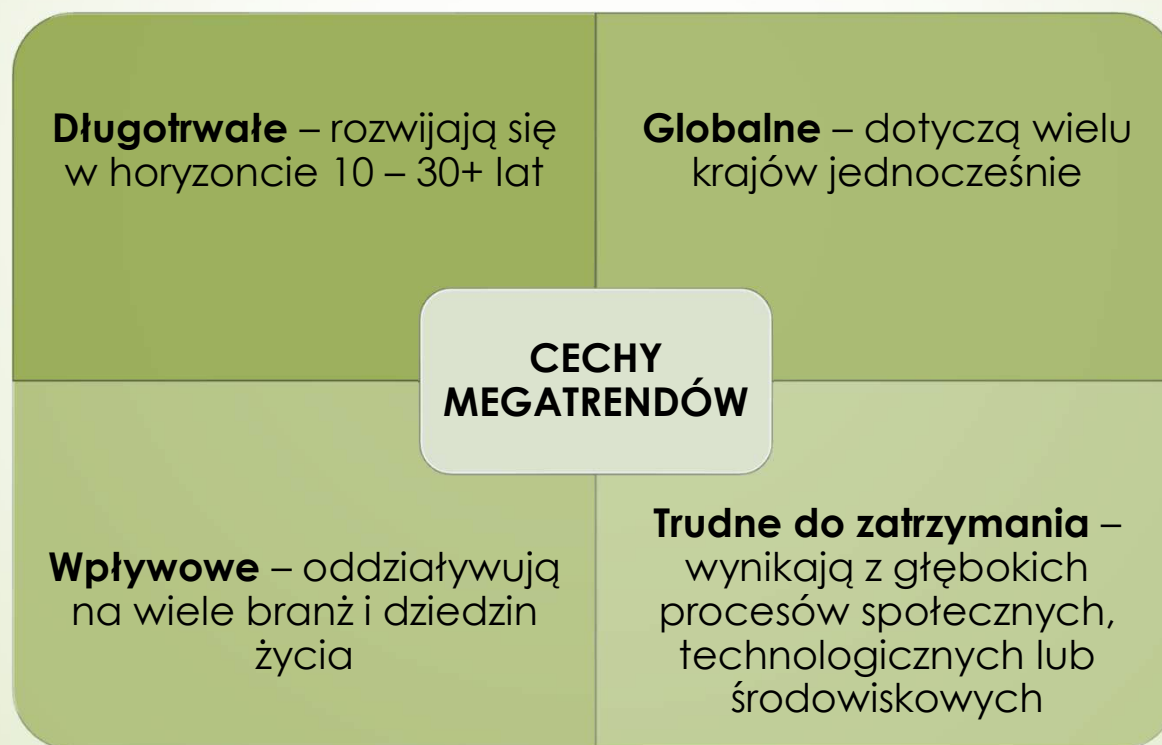 Długotrwałe – rozwijają się
w horyzoncie 10 – 30+ lat
Globalne – dotyczą wielu
krajów jednocześnie
CECHY
MEGATRENDÓW
Wpływowe – oddziaływują
na wiele branż i dziedzin
życia
Trudne do zatrzymania –
wynikają z głębokich
procesów społecznych,
technologicznych lub
środowiskowych